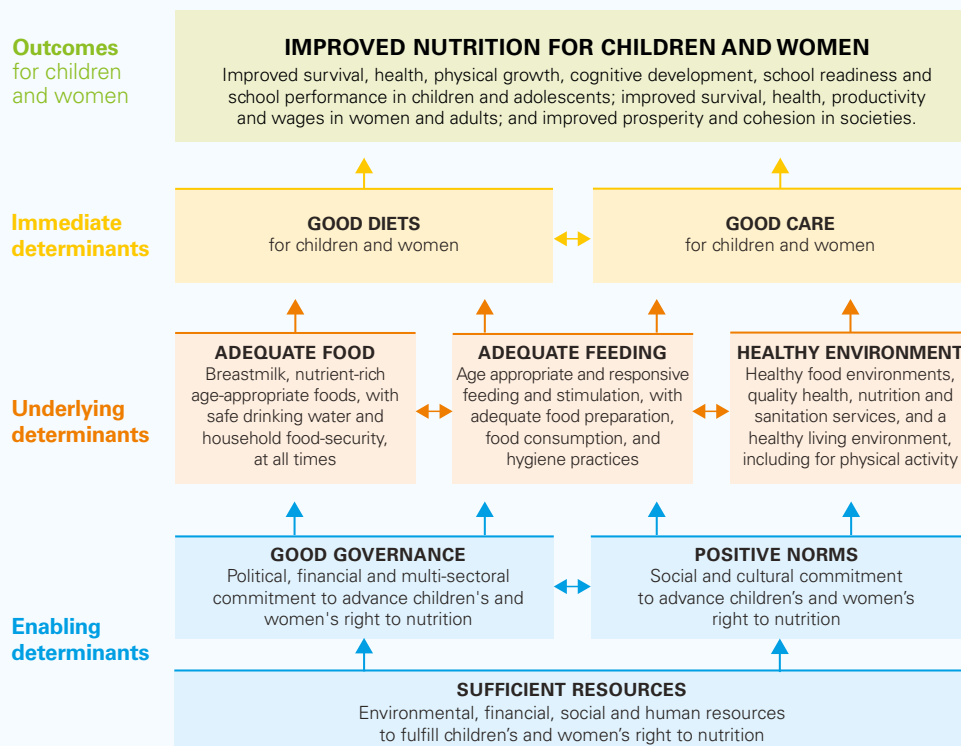 Outcomes
for children
and women
IMPROVED NUTRITION FOR CHILDREN AND WOMEN
Improved survival, health, physical growth, cognitive development, school readiness and
school performance in children and adolescents; improved survival, health, productivity
and wages in women and adults; and improved prosperity and cohesion in societies.
Immediate
determinants
GOOD DIETS
for children and women
GOOD CARE
for children and women
Underlying
determinants
ADEQUATE FOOD
Breastmilk, nutrient-rich
age-appropriate foods, with
safe drinking water and
household food-security,
at all times
ADEQUATE FEEDING
Age appropriate and responsive
feeding and stimulation, with
adequate food preparation,
food consumption, and
hygiene practices
HEALTHY ENVIRONMENT
Healthy food environments,
quality health, nutrition and
sanitation services, and a
healthy living environment,
including for physical activity
Enabling
determinants
GOOD GOVERNANCE
Political, financial and multi-sectoral
commitment to advance children's and
women's right to nutrition
POSITIVE NORMS
Social and cultural commitment
to advance children’s and women’s
right to nutrition
SUFFICIENT RESOURCES
Environmental, financial, social and human resources
to fulfill children’s and women’s right to nutrition